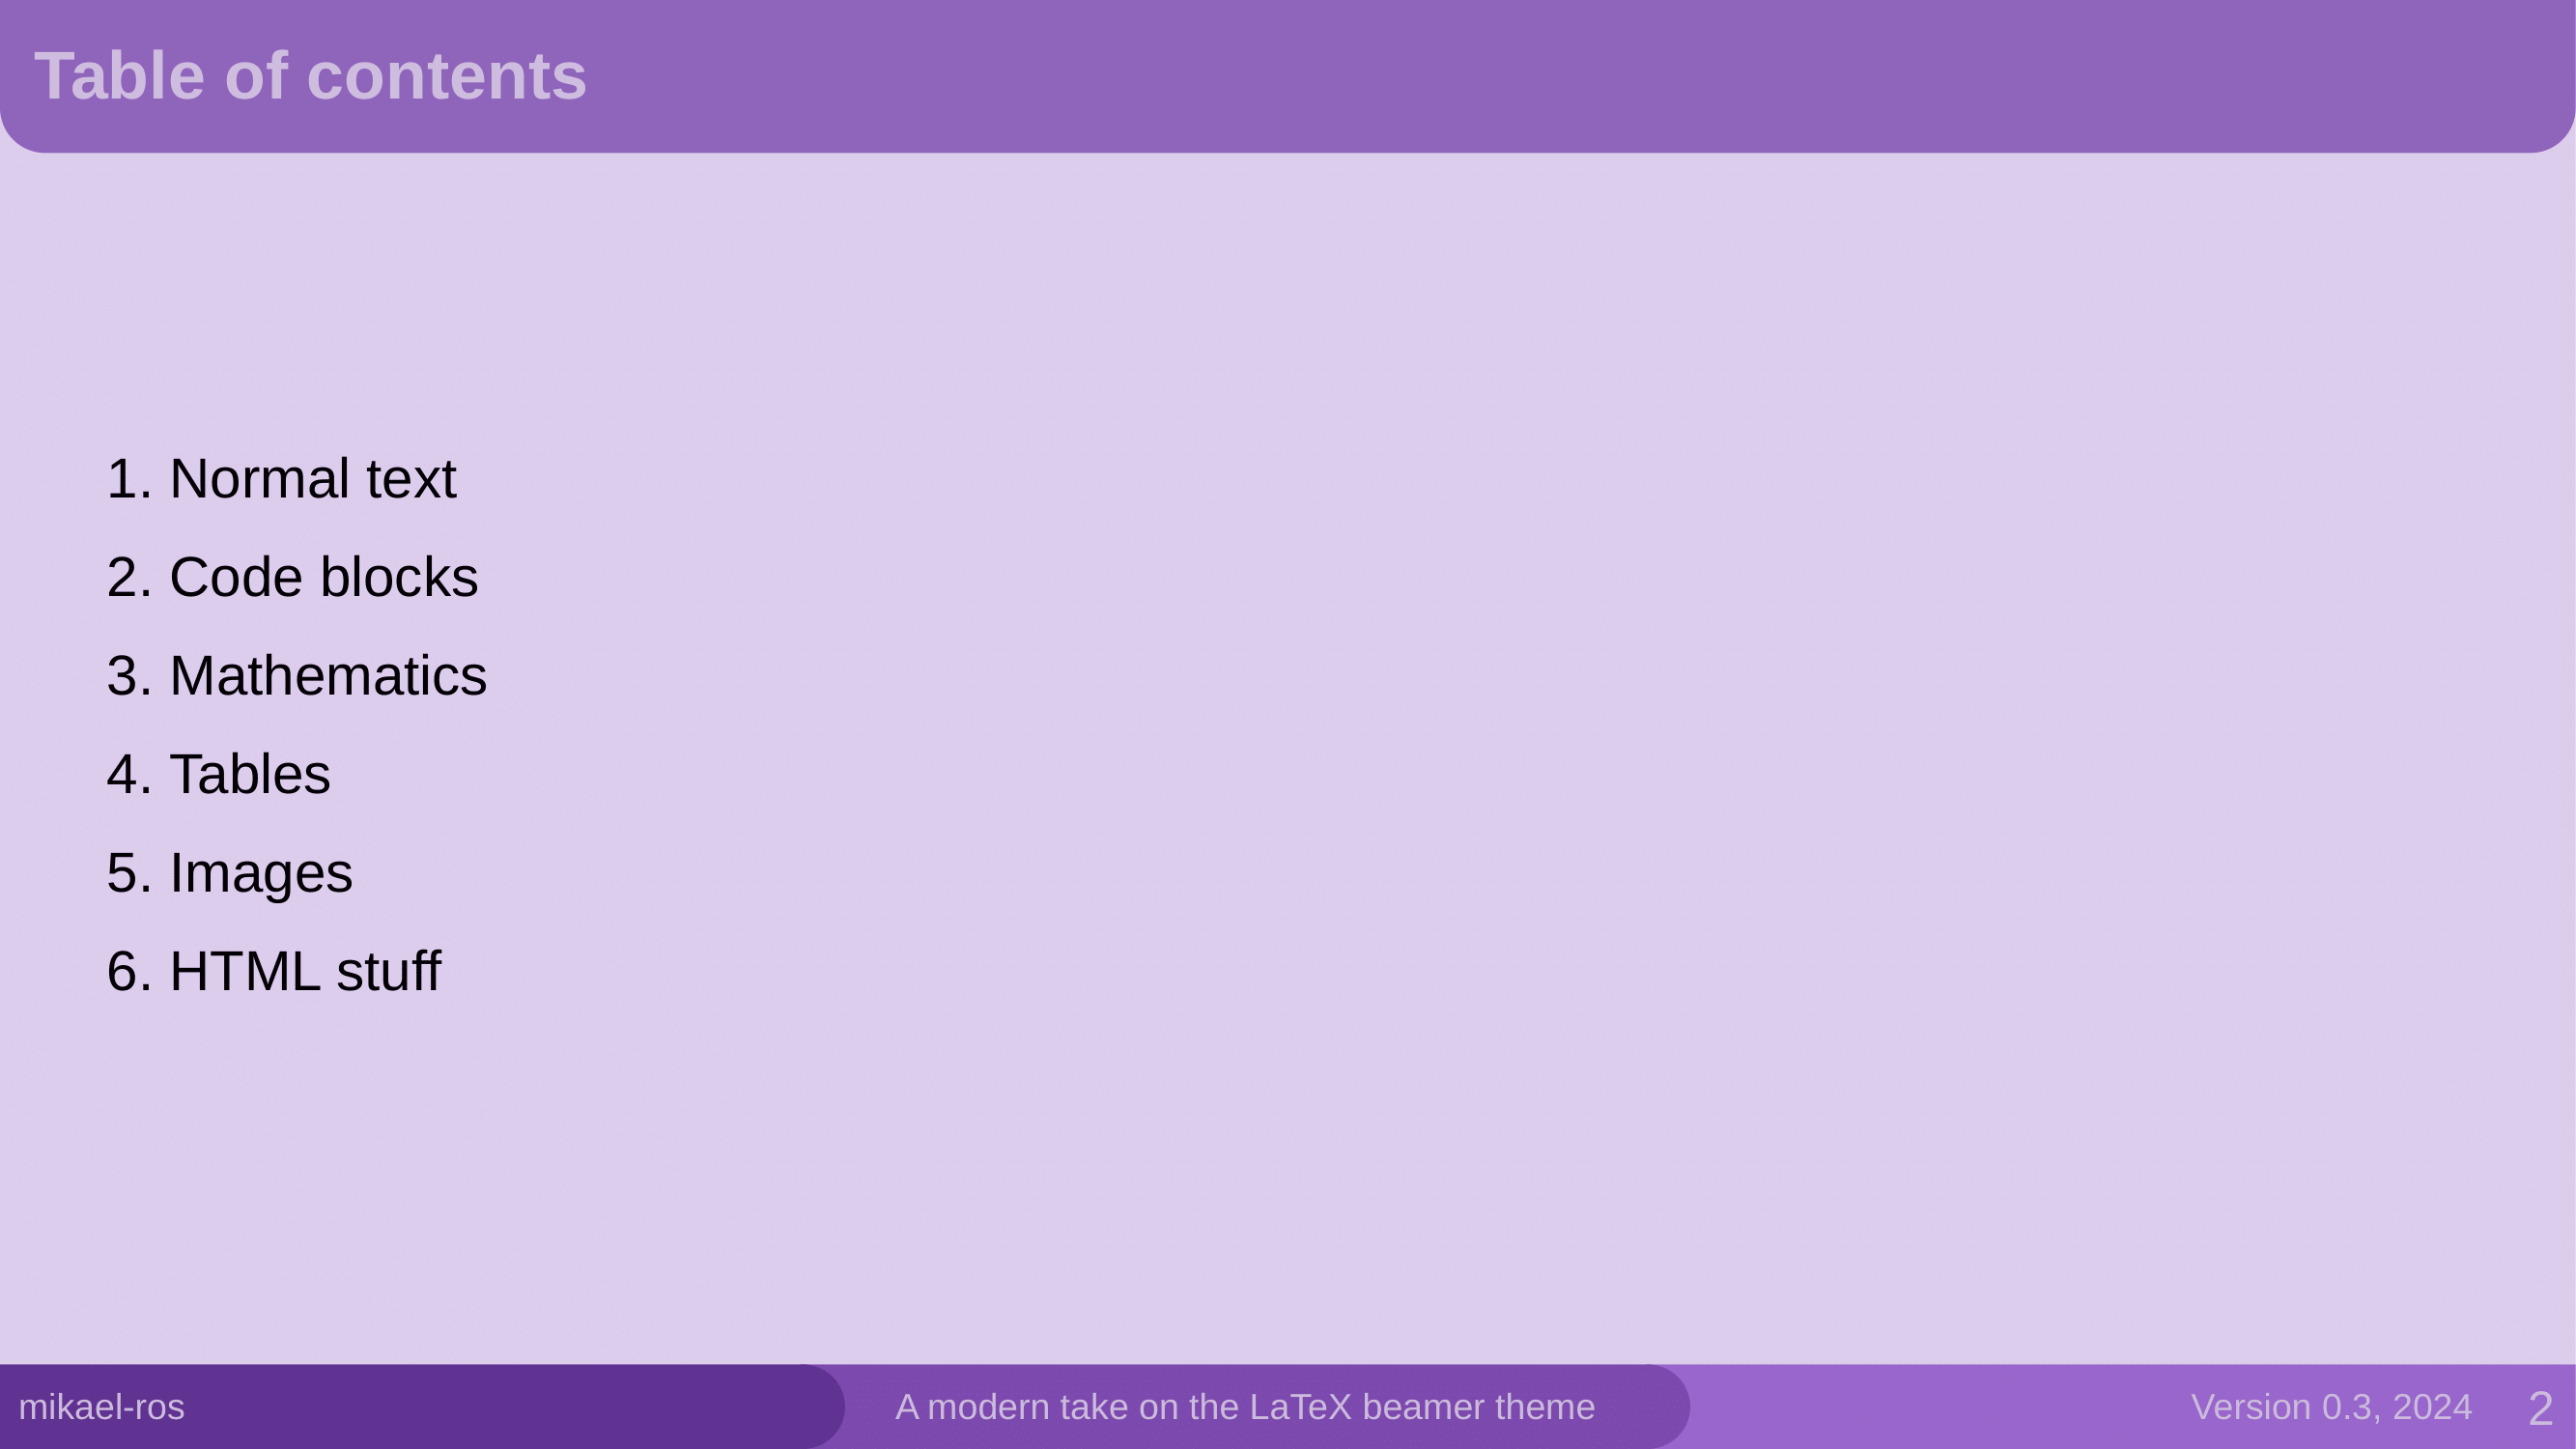 Table of contents
1. Normal text
2. Code blocks
3. Mathematics
4. Tables
5. Images
6. HTML stuff
mikael-ros
A modern take on the LaTeX beamer theme
Version 0.3, 2024
2